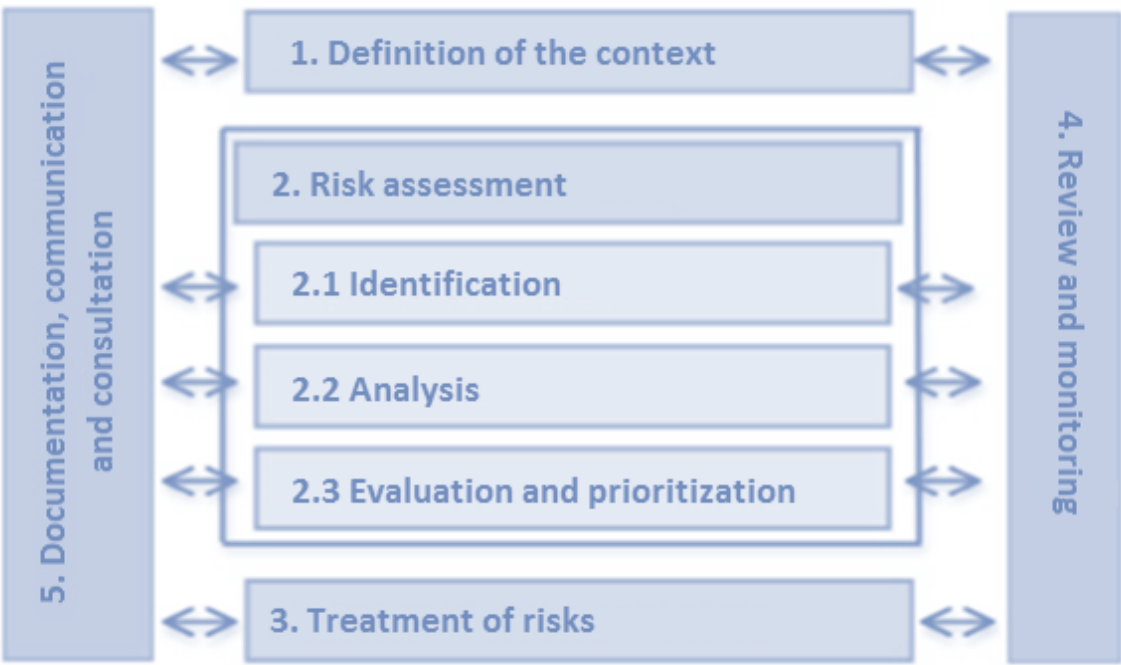 5. Documentation, communication
and consultation
1. Definition of the context
2. Risk assessment
2.1 Identification
2.2 Analysis
2.3 Evaluation and prioritization
3. Treatment of risks
4. Review and monitoring